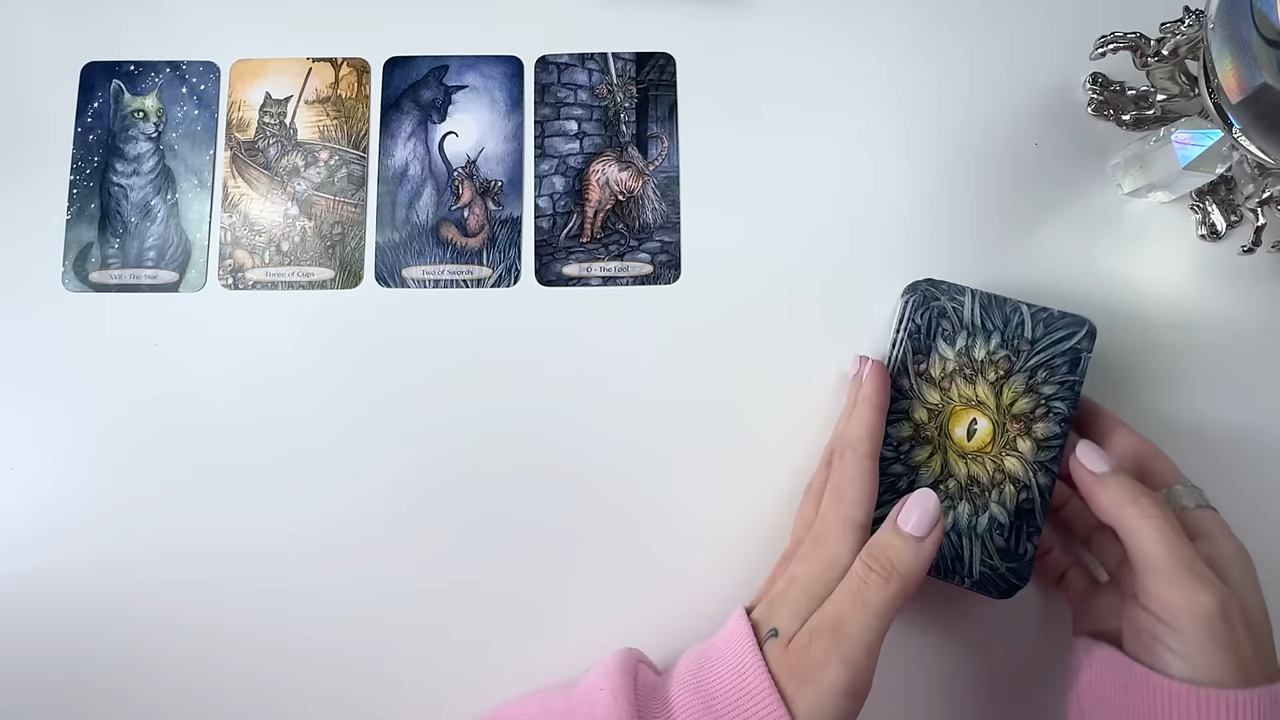 XVII • The Star
Three of Cups
Two of Swords
0 • The Fool